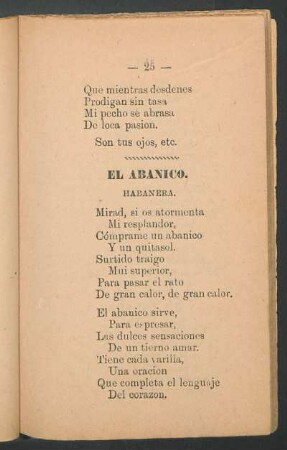 — 25 —
Que mientras desdenes
Prodigan sin tasa
Mi pecho se abrasa
De loca pasion.
Son tus ojos, etc.
EL ABANICO.
HABANERA.
Mirad, si os atormenta
Mi resplandor,
Cómprame un abanico
Y un quitasol.
Surtido traigo
Mui superior,
Para pasar el rato
De gran calor, de gran calor.
El abanico sirve,
Para espresar,
Las dulces sensaciones
De un tierno amar.
Tiene cada varilla,
Una oracion
Que completa el lenguaje
Del corazon.